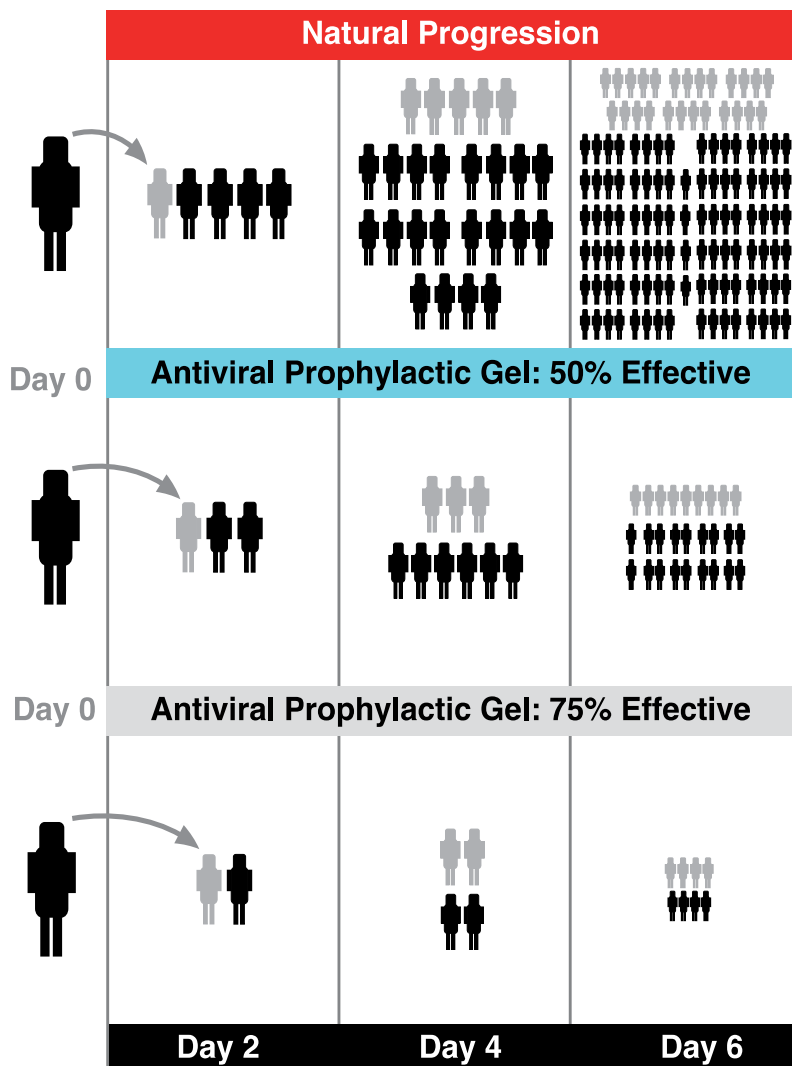 Natural Progression
Day 0
Antiviral Prophylactic Gel: 50% Effective
Day 0
Antiviral Prophylactic Gel: 75% Effective
Day 2
Day 4
Day 6